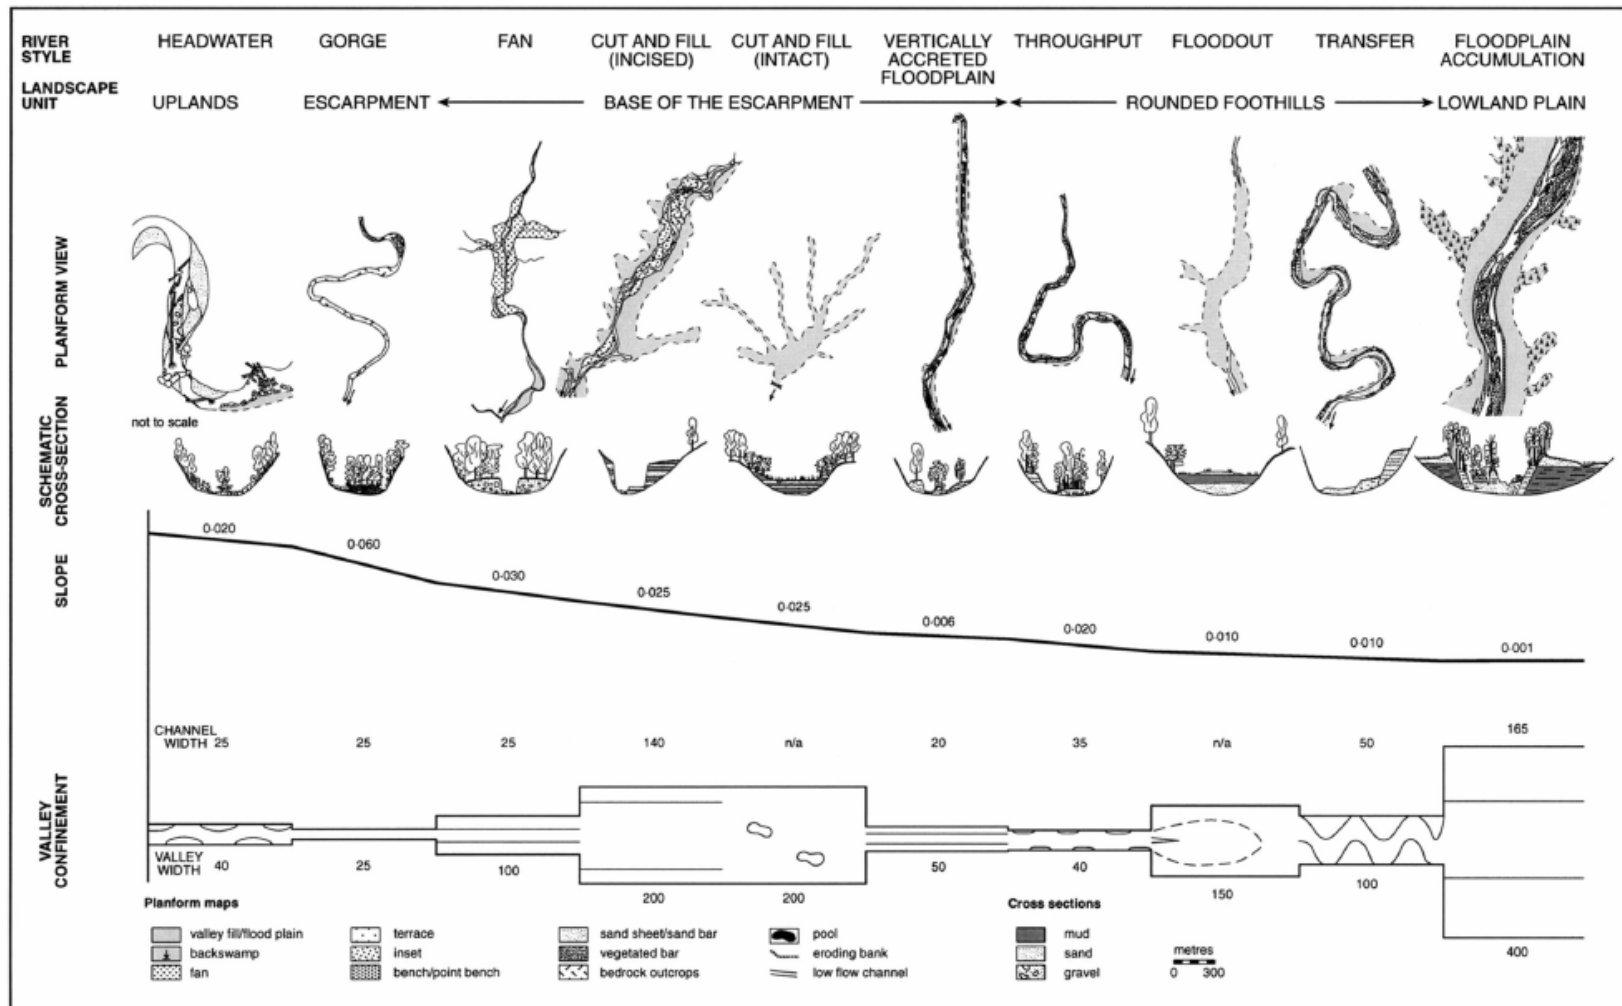 RIVER STYLE
HEADWATER GORGE FAN CUT AND FILL (INCISED) CUT AND FILL (INTACT) VERTICALLY ACCRETED FLOODPLAIN THROUGHPUT FLOODOUT TRANSFER FLOODPLAIN ACCUMULATION
LANDSCAPE UNIT
UPLANDS ESCARPMENT BASE OF THE ESCARPMENT ROUNDED FOOTHILLS LOWLAND PLAIN
PLANFORM VIEW
not to scale
SCHEMATIC CROSS-SECTION
SLOPE
0·020 0·060 0·030 0·025 0·025 0·006 0·020 0·010 0·010 0·001
VALLEY CONFINEMENT
CHANNEL WIDTH 25 25 25 140 n/a 20 35 n/a 50 165
VALLEY WIDTH 40 25 100 200 200 50 40 150 100 400
Planform maps
valley fill/flood plain
backswamp
fan
terrace
inset
bench/point bench
sand sheet/sand bar
vegetated bar
bedrock outcrops
pool
eroding bank
low flow channel
Cross sections
mud
sand
gravel
metres
0 300